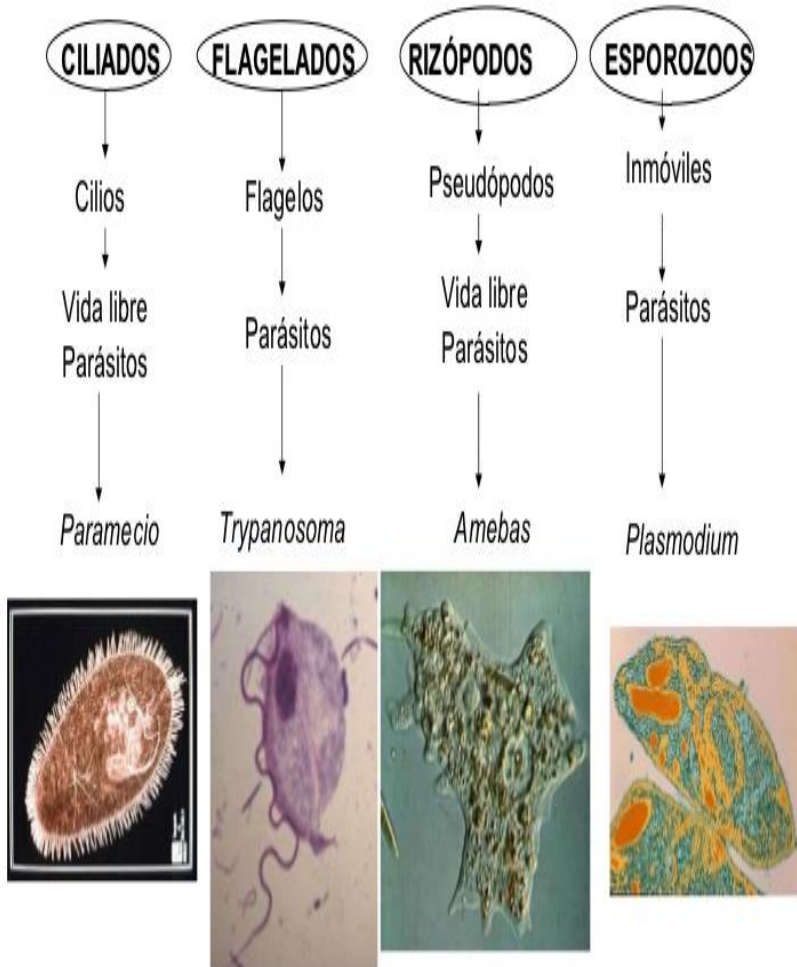 CILIADOS
FLAGELADOS
RIZÓPODOS
ESPOROZOOS
Cilios
Flagelos
Pseudópodos
Inmóviles
Vida libre
Parásitos
Parásitos
Vida libre
Parásitos
Parásitos
Paramecio
Trypanosoma
Amebas
Plasmodium